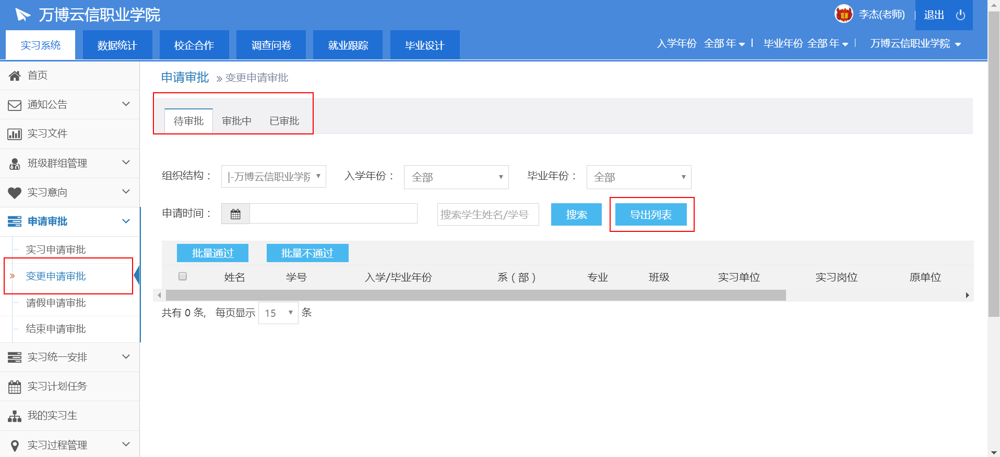 万博云信职业学院
李杰(老师) 退出
实习系统 数据统计 校企合作 调查问卷 就业跟踪 毕业设计
入学年份 全部 年 毕业年份 全部 年 万博云信职业学院
首页
通知公告
实习文件
班级群组管理
实习意向
申请审批
实习申请审批
变更申请审批
请假申请审批
结束申请审批
实习统一安排
实习计划任务
我的实习生
实习过程管理
申请审批 » 变更申请审批
待审批 审批中 已审批
组织结构： |-万博云信职业学院 入学年份： 全部 毕业年份： 全部
申请时间： 搜索学生姓名/学号 搜索 导出列表
批量通过 批量不通过
姓名 学号 入学/毕业年份 系（部） 专业 班级 实习单位 实习岗位 原单位
共有 0 条, 每页显示 15 条